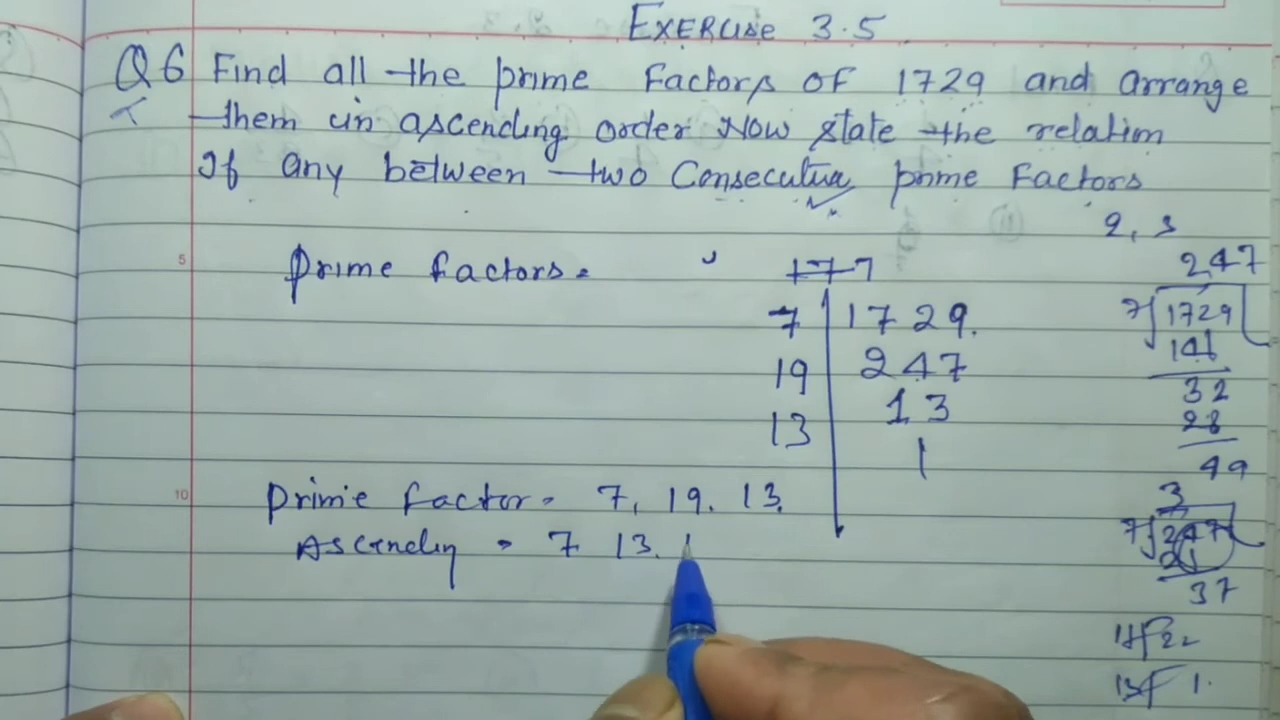 EXERCISE 3.5
Q6 Find all the prime Factors OF 1729 and arrange
them in ascending order Now state the relation
If any between two Consecutive prime Factors
2, 3
Prime factors =
177
7 1729.
19 247
13 13
1
247
7 1729
14
32
28
49
Prime factor = 7, 19. 13.
Ascending = 7 13. 1
3
7 247
21
37